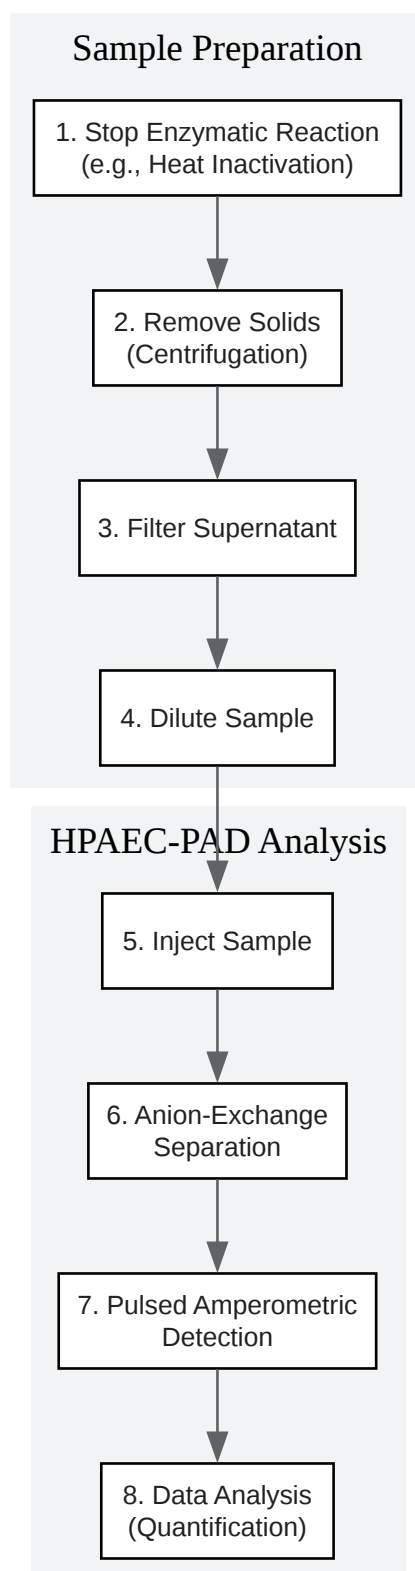 Sample Preparation
1. Stop Enzymatic Reaction
(e.g., Heat Inactivation)
2. Remove Solids
(Centrifugation)
3. Filter Supernatant
4. Dilute Sample
HPAEC-PAD Analysis
5. Inject Sample
6. Anion-Exchange
Separation
7. Pulsed Amperometric
Detection
8. Data Analysis
(Quantification)